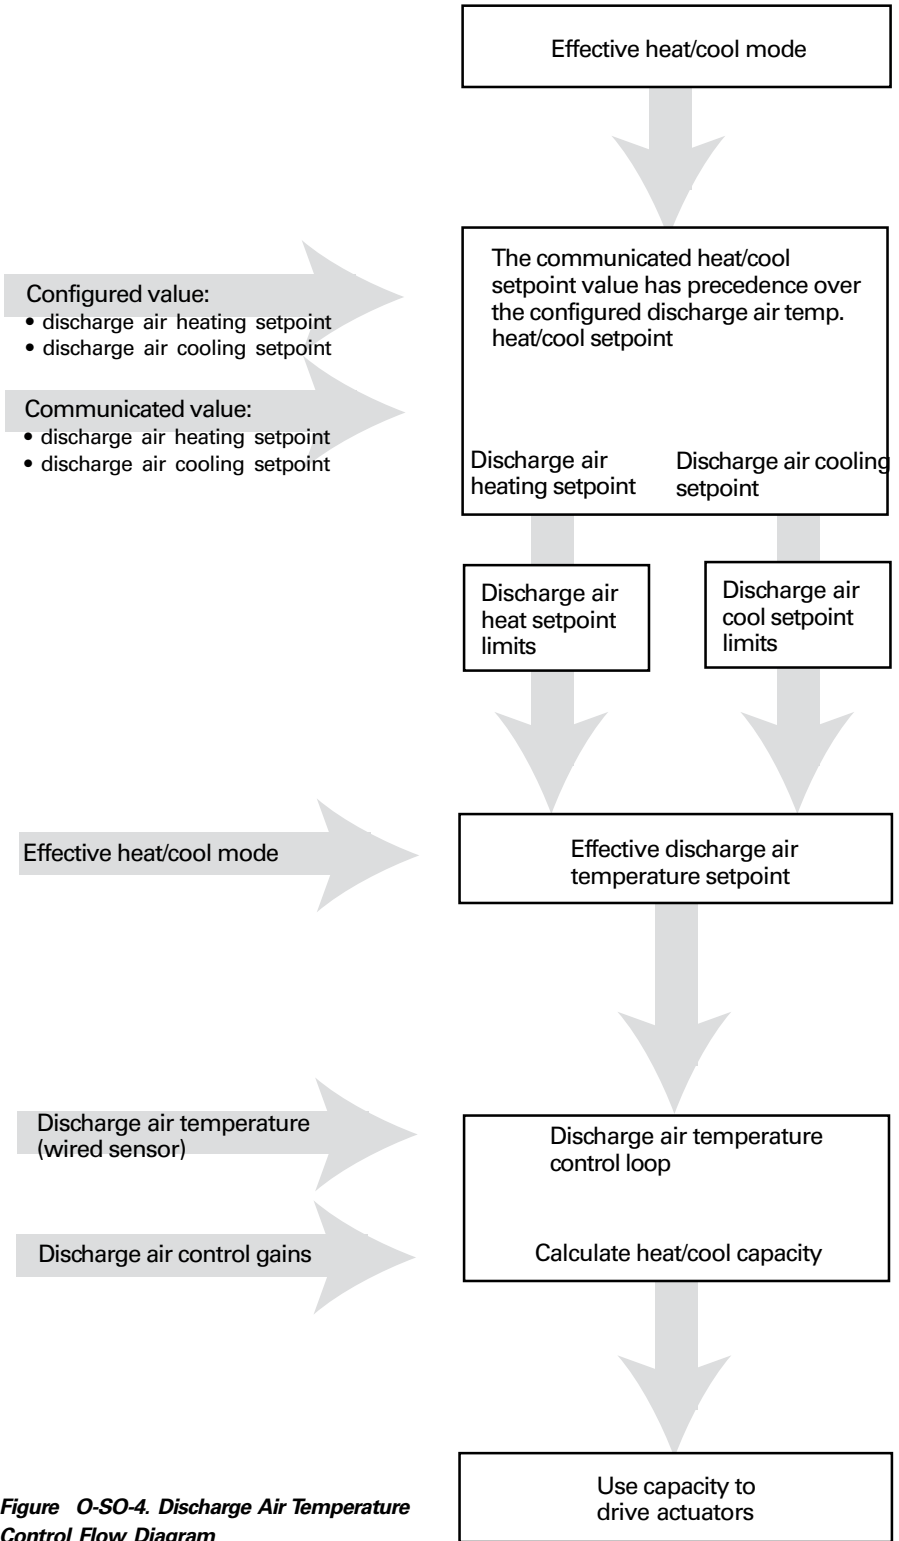 Effective heat/cool mode
Configured value:
• discharge air heating setpoint
• discharge air cooling setpoint
Communicated value:
• discharge air heating setpoint
• discharge air cooling setpoint
The communicated heat/cool
setpoint value has precedence over
the configured discharge air temp.
heat/cool setpoint
Discharge air
heating setpoint
Discharge air cooling
setpoint
Discharge air
heat setpoint
limits
Discharge air
cool setpoint
limits
Effective heat/cool mode
Effective discharge air
temperature setpoint
Discharge air temperature
(wired sensor)
Discharge air control gains
Discharge air temperature
control loop
Calculate heat/cool capacity
Use capacity to
drive actuators
Figure O-SO-4. Discharge Air Temperature
Control Flow Diagram